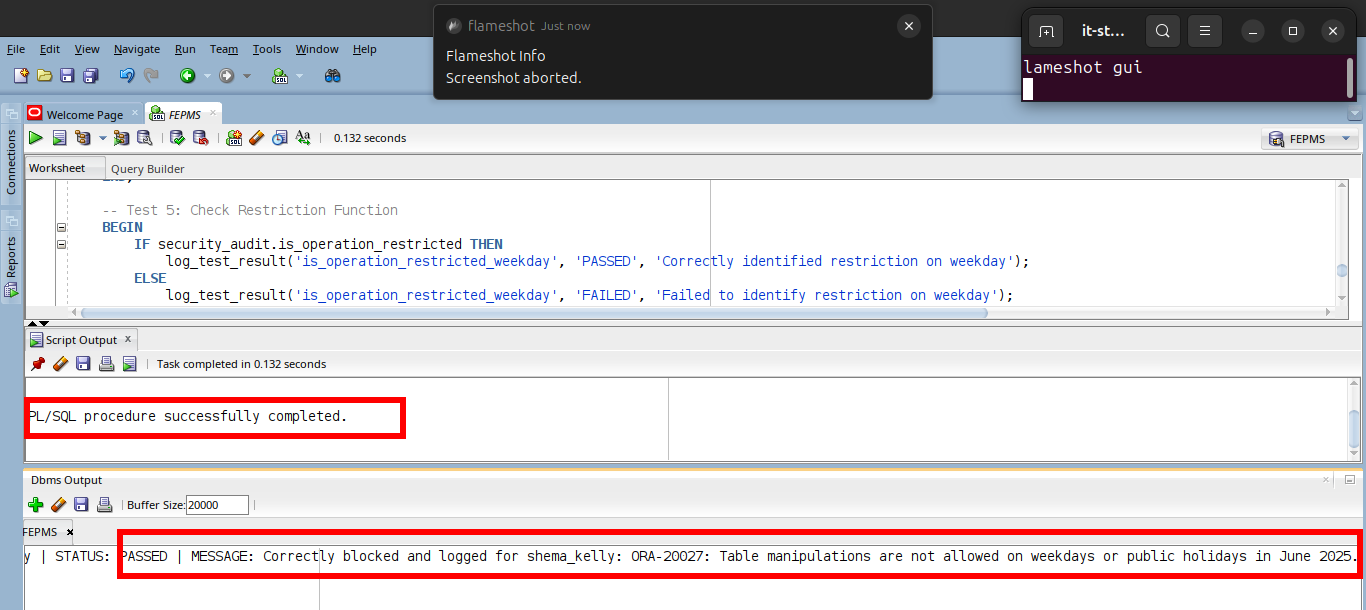 flameshot Just now
Flameshot Info
Screenshot aborted.
it-st...
lameshot gui
File Edit View Navigate Run Team Tools Window Help
Connections
Reports
Welcome Page
FEPMS
0.132 seconds
FEPMS
Worksheet
Query Builder
END;
-- Test 5: Check Restriction Function
BEGIN
IF security_audit.is_operation_restricted THEN
log_test_result('is_operation_restricted_weekday', 'PASSED', 'Correctly identified restriction on weekday');
ELSE
log_test_result('is_operation_restricted_weekday', 'FAILED', 'Failed to identify restriction on weekday');
Script Output
Task completed in 0.132 seconds
PL/SQL procedure successfully completed.
Dbms Output
Buffer Size: 20000
FEPMS
y | STATUS: PASSED | MESSAGE: Correctly blocked and logged for shema_kelly: ORA-20027: Table manipulations are not allowed on weekdays or public holidays in June 2025.